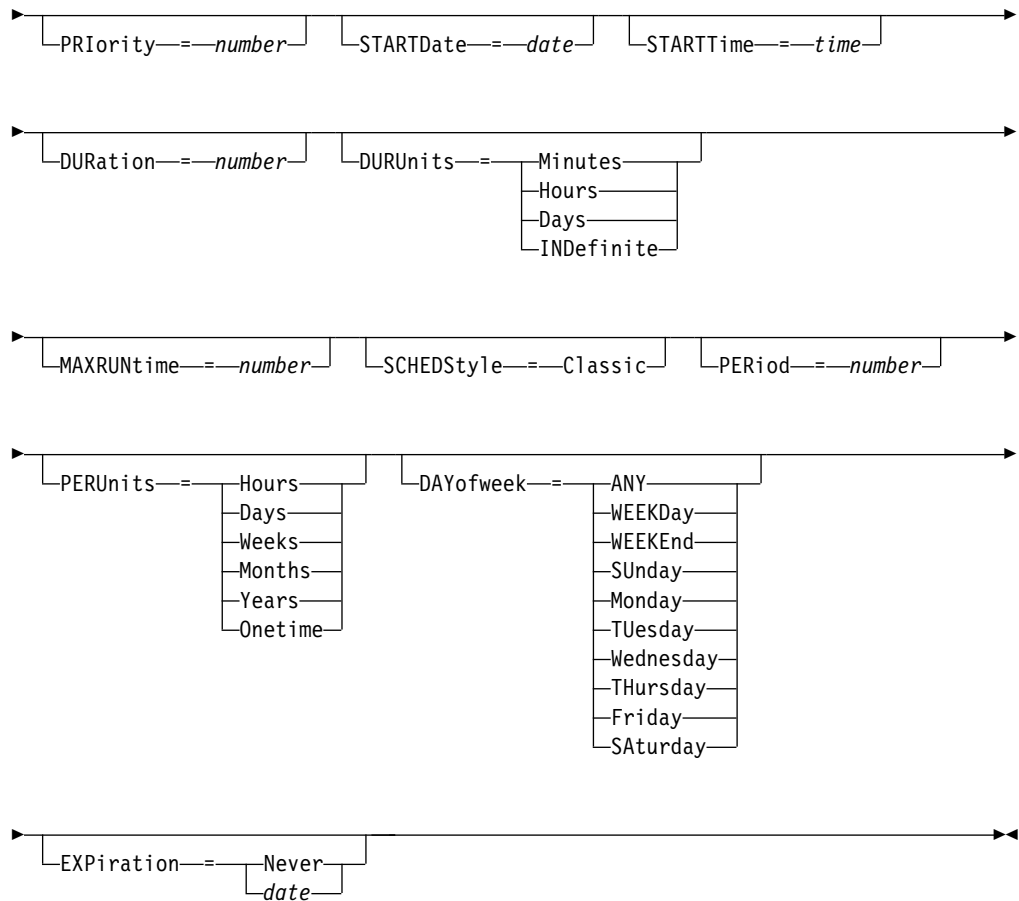 PRIority = number STARTDate = date STARTTime = time
DURation = number DURUnits = Minutes
Hours
Days
INDefinite
MAXRUNtime = number SCHEDStyle = Classic PERiod = number
PERUnits = Hours DAYofweek = ANY
Days WEEKDay
Weeks WEEKEnd
Months SUnday
Years Monday
Onetime TUesday
Wednesday
THursday
Friday
SAturday
EXPiration = Never
date